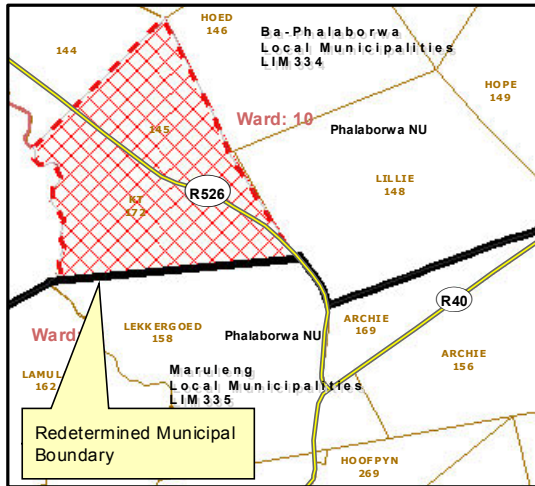 HOED
146
Ba-Phalaborwa
Local Municipalities
LIM334
144
HOPE
149
Ward: 10
Phalaborwa NU
145
LILLIE
148
KT
172
R526
R40
Ward
LEKKERGOED
158
Phalaborwa NU
ARCHIE
169
ARCHIE
156
Maruleng
Local Municipalities
LIM335
LAMUL
162
Redetermined Municipal
Boundary
HOOFPYN
269